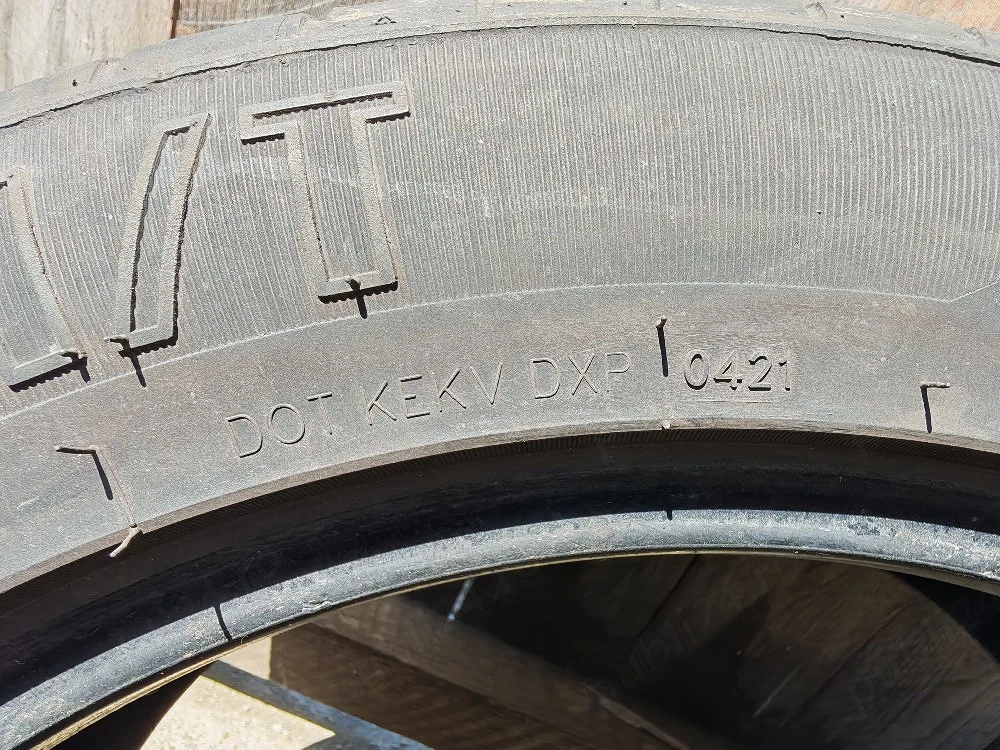 /T
DOT KEKV DXP 0421